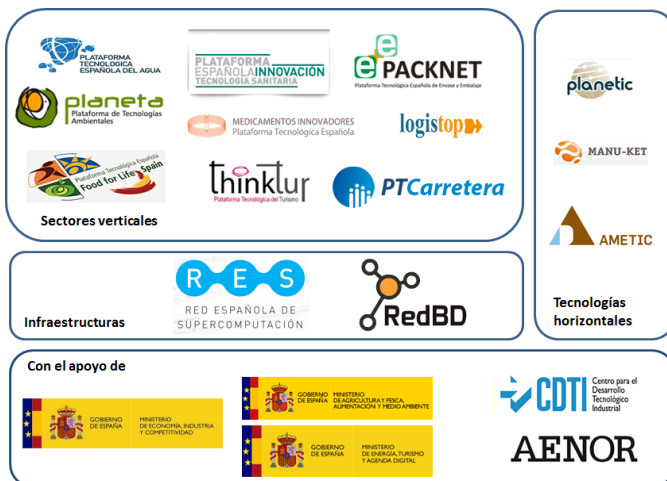 PLATAFORMA
TECNOLÓGICA
ESPAÑOLA DEL AGUA
PLATAFORMA
ESPAÑOLA INNOVACIÓN
TECNOLOGÍA SANITARIA
e
e PACKNET
Plataforma Tecnológica Española de Envase y Embalaje
planeta
Plataforma de Tecnologías
Ambientales
MEDICAMENTOS INNOVADORES
Plataforma Tecnológica Española
logistop
Plataforma Tecnológica Española
Food for Life Spain
thinktur
Plataforma Tecnológica del Turismo
PTCarretera
Sectores verticales
planetic
MANU-KET
AMETIC
Tecnologías
horizontales
R E S
RED ESPAÑOLA DE
SUPERCOMPUTACIÓN
RedBD
Infraestructuras
Con el apoyo de
GOBIERNO
DE ESPAÑA
MINISTERIO
DE ECONOMÍA, INDUSTRIA
Y COMPETITIVIDAD
GOBIERNO
DE ESPAÑA
MINISTERIO
DE AGRICULTURA Y PESCA,
ALIMENTACIÓN Y MEDIO AMBIENTE
GOBIERNO
DE ESPAÑA
MINISTERIO
DE ENERGÍA, TURISMO
Y AGENDA DIGITAL
CDTI
Centro para el
Desarrollo
Tecnológico
Industrial
AENOR